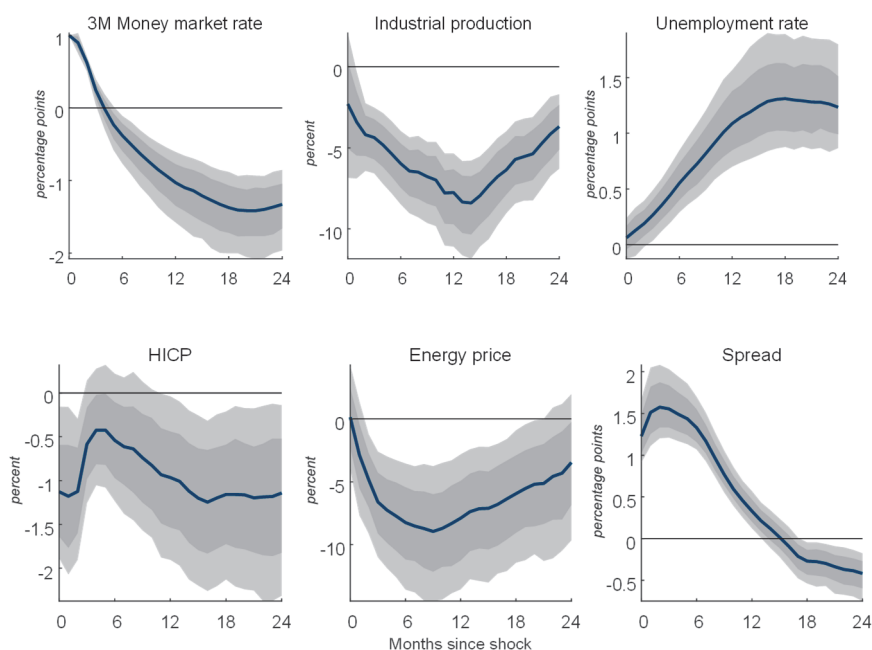 3M Money market rate
percentage points
1
0
-1
-2
0 6 12 18 24
Industrial production
percent
0
-5
-10
0 6 12 18 24
Unemployment rate
percentage points
1.5
1
0.5
0
0 6 12 18 24
HICP
percent
0
-0.5
-1
-1.5
-2
0 6 12 18 24
Energy price
percent
0
-5
-10
0 6 12 18 24
Months since shock
Spread
percentage points
2
1.5
1
0.5
0
-0.5
0 6 12 18 24